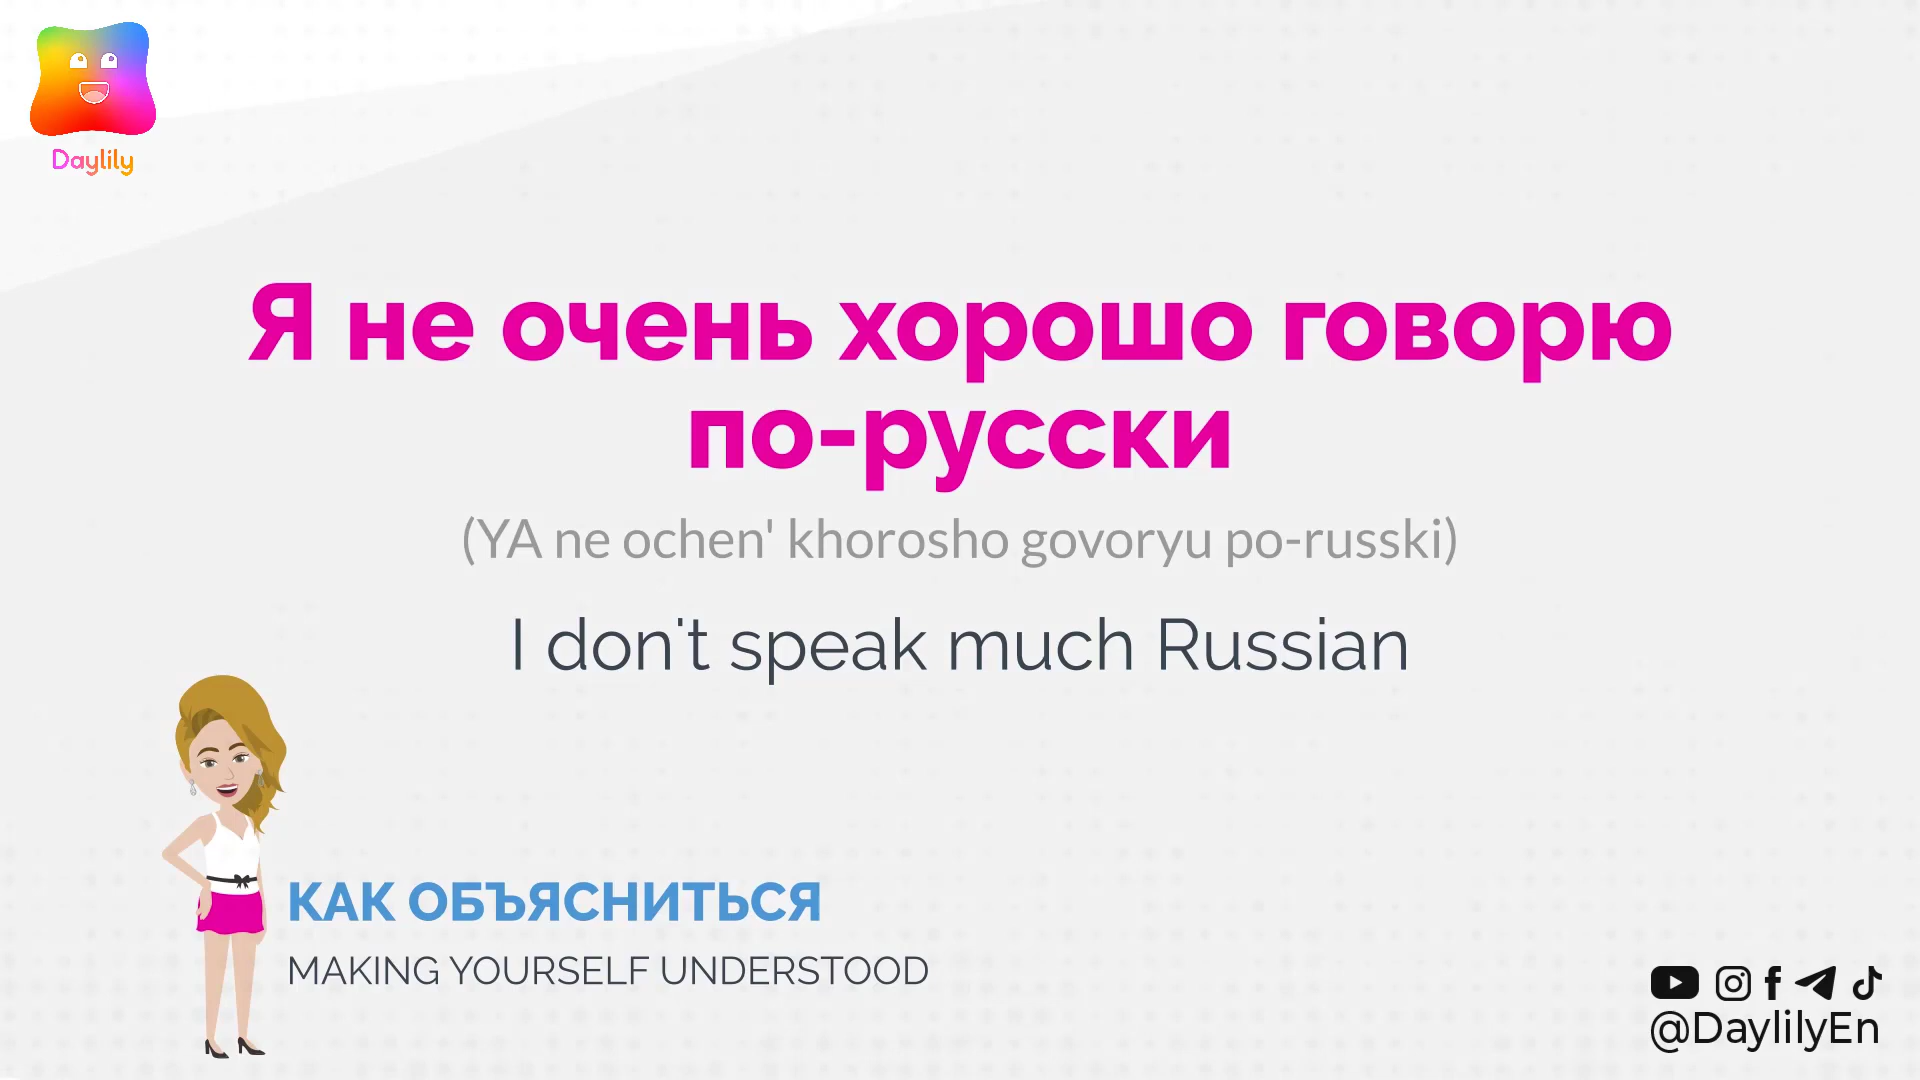 Daylily
Я не очень хорошо говорю
по-русски
(YA ne ochen' khorosho govoryu po-russki)
I don't speak much Russian
КАК ОБЪЯСНИТЬСЯ
MAKING YOURSELF UNDERSTOOD
@DaylilyEn